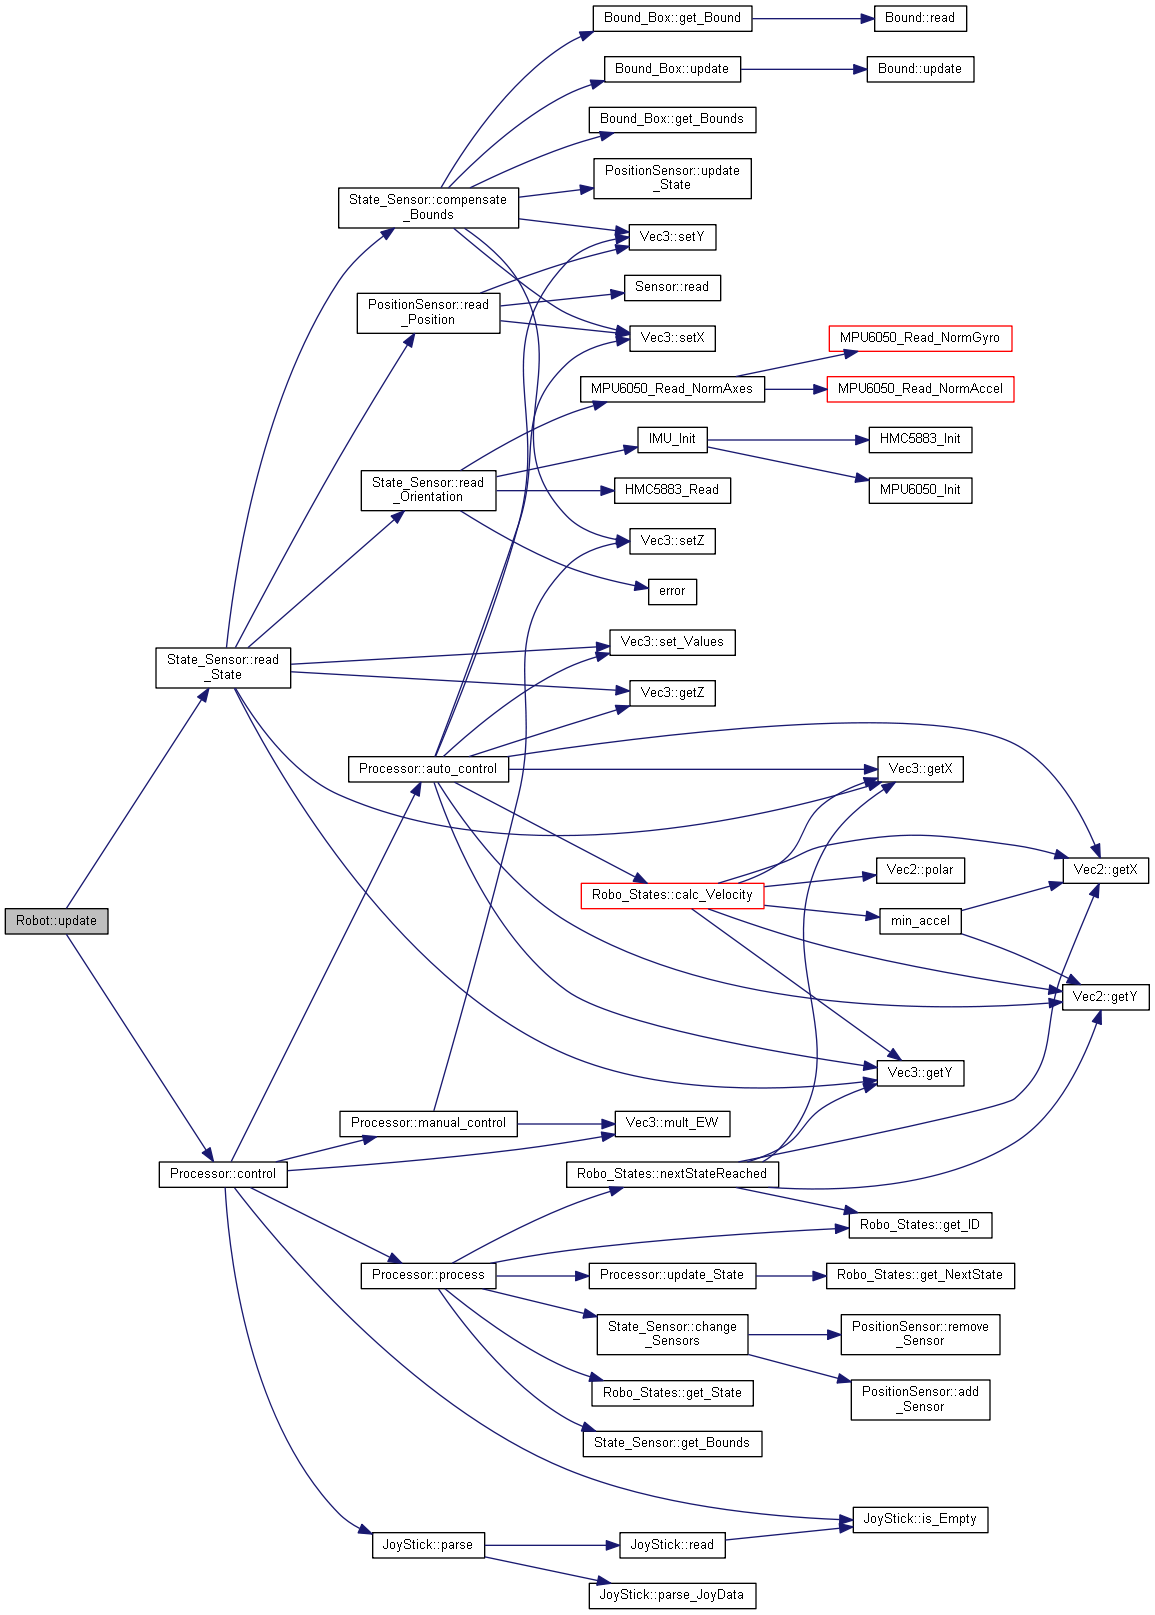 Bound_Box::get_Bound
Bound::read
Bound_Box::update
Bound::update
Bound_Box::get_Bounds
PositionSensor::update
_State
State_Sensor::compensate
_Bounds
Vec3::setY
Sensor::read
PositionSensor::read
_Position
Vec3::setX
MPU6050_Read_NormGyro
MPU6050_Read_NormAxes
MPU6050_Read_NormAccel
IMU_Init
HMC5883_Init
State_Sensor::read
_Orientation
HMC5883_Read
MPU6050_Init
Vec3::setZ
error
Vec3::set_Values
State_Sensor::read
_State
Vec3::getZ
Processor::auto_control
Vec3::getX
Vec2::polar
Vec2::getX
Robo_States::calc_Velocity
Robot::update
min_accel
Vec2::getY
Vec3::getY
Processor::manual_control
Vec3::mult_EW
Processor::control
Robo_States::nextStateReached
Robo_States::get_ID
Processor::process
Processor::update_State
Robo_States::get_NextState
State_Sensor::change
_Sensors
PositionSensor::remove
_Sensor
Robo_States::get_State
PositionSensor::add
_Sensor
State_Sensor::get_Bounds
JoyStick::is_Empty
JoyStick::parse
JoyStick::read
JoyStick::parse_JoyData